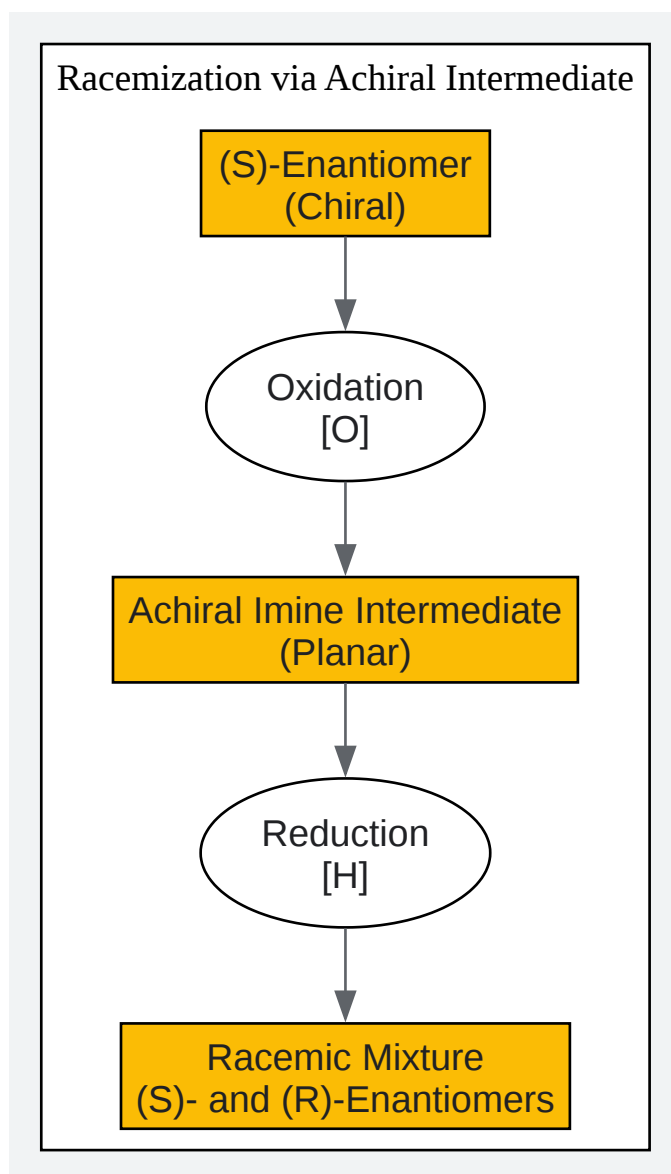 Racemization via Achiral Intermediate
(S)-Enantiomer
(Chiral)
Oxidation
[O]
Achiral Imine Intermediate
(Planar)
Reduction
[H]
Racemic Mixture
(S)- and (R)-Enantiomers